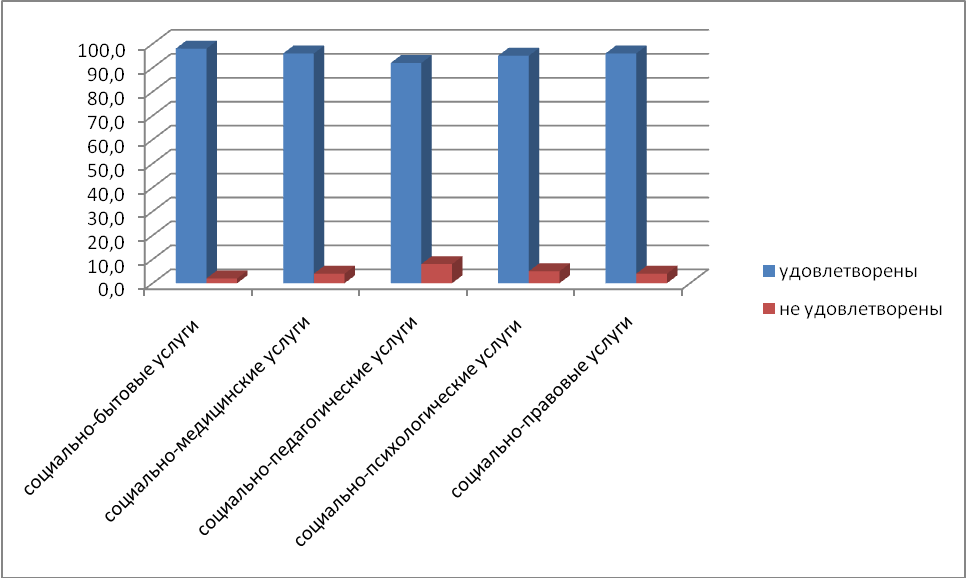 100,0
90,0
80,0
70,0
60,0
50,0
40,0
30,0
20,0
10,0
0,0
социально-бытовые услуги
социально-медицинские услуги
социально-педагогические услуги
социально-психологические услуги
социально-правовые услуги
удовлетворены
не удовлетворены